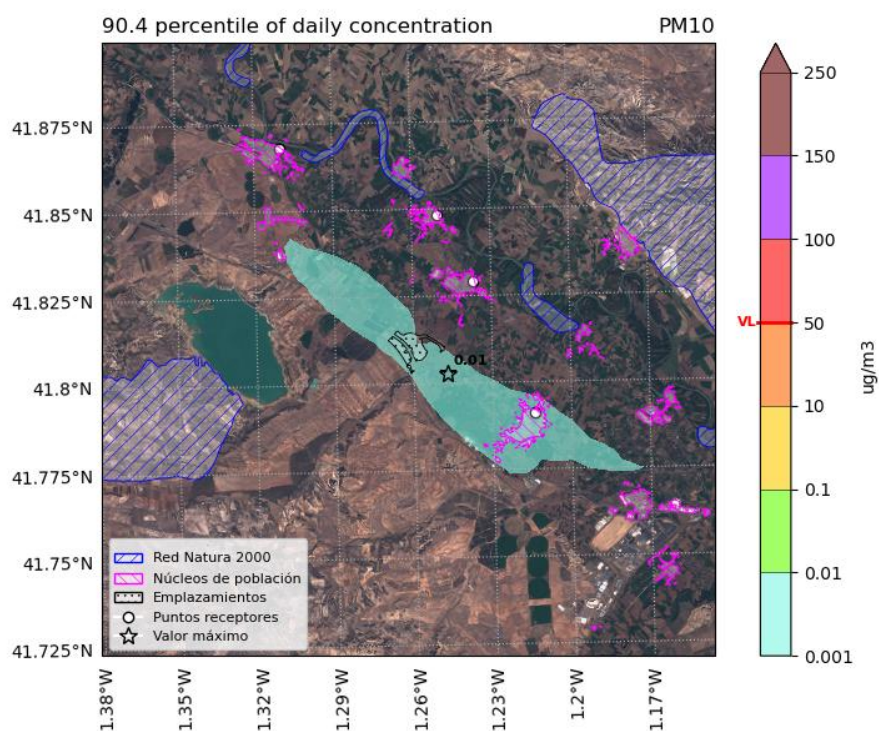 90.4 percentile of daily concentration
PM10
41.875°N
41.85°N
41.825°N
41.8°N
41.775°N
41.75°N
41.725°N
0.01
Red Natura 2000
Núcleos de población
Emplazamientos
Puntos receptores
Valor máximo
1.38°W
1.35°W
1.32°W
1.29°W
1.26°W
1.23°W
1.2°W
1.17°W
250
150
100
VL
50
10
0.1
0.01
0.001
ug/m3